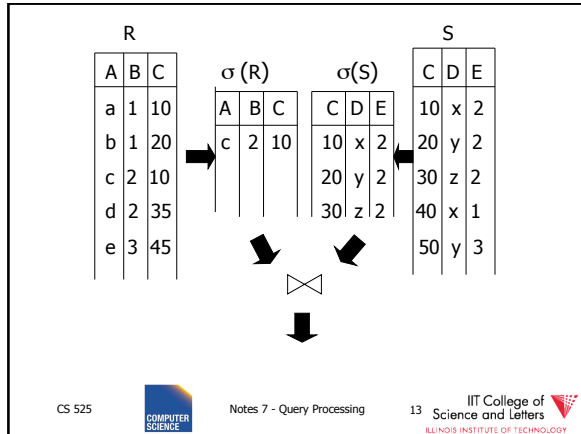 R
A B C
a 1 10
b 1 20
c 2 10
d 2 35
e 3 45
σ (R)
A B C
c 2 10
σ(S)
C D E
10 x 2
20 y 2
30 z 2
S
C D E
10 x 2
20 y 2
30 z 2
40 x 1
50 y 3
CS 525
COMPUTER
SCIENCE
Notes 7 - Query Processing
13
IIT College of
Science and Letters
ILLINOIS INSTITUTE OF TECHNOLOGY